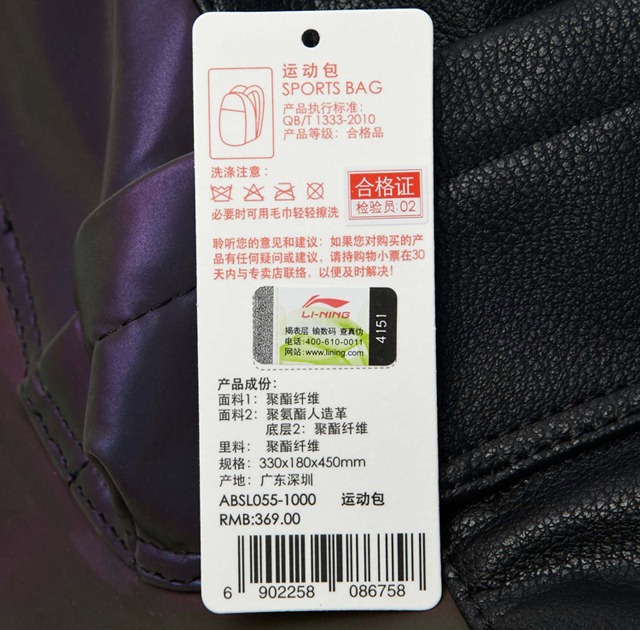 运动包
SPORTS BAG
产品执行标准：
QB/T 1333-2010
产品等级：合格品
洗涤注意：
必要时可用毛巾轻轻擦洗
合格证
检验员:02
聆听您的意见和建议：如果您对购买的产
品有任何疑问或建议，请持购物小票在30
天内与专卖店联络，以便及时解决！
LI-NING
揭表层 输数码 查真伪
电话:400-610-0011
网站:www.lining.com
4151
产品成份：
面料1：聚酯纤维
面料2：聚氨酯人造革
底层2：聚酯纤维
里料：聚酯纤维
规格：330x180x450mm
产地：广东深圳
ABSL055-1000 运动包
RMB:369.00
6 902258 086758